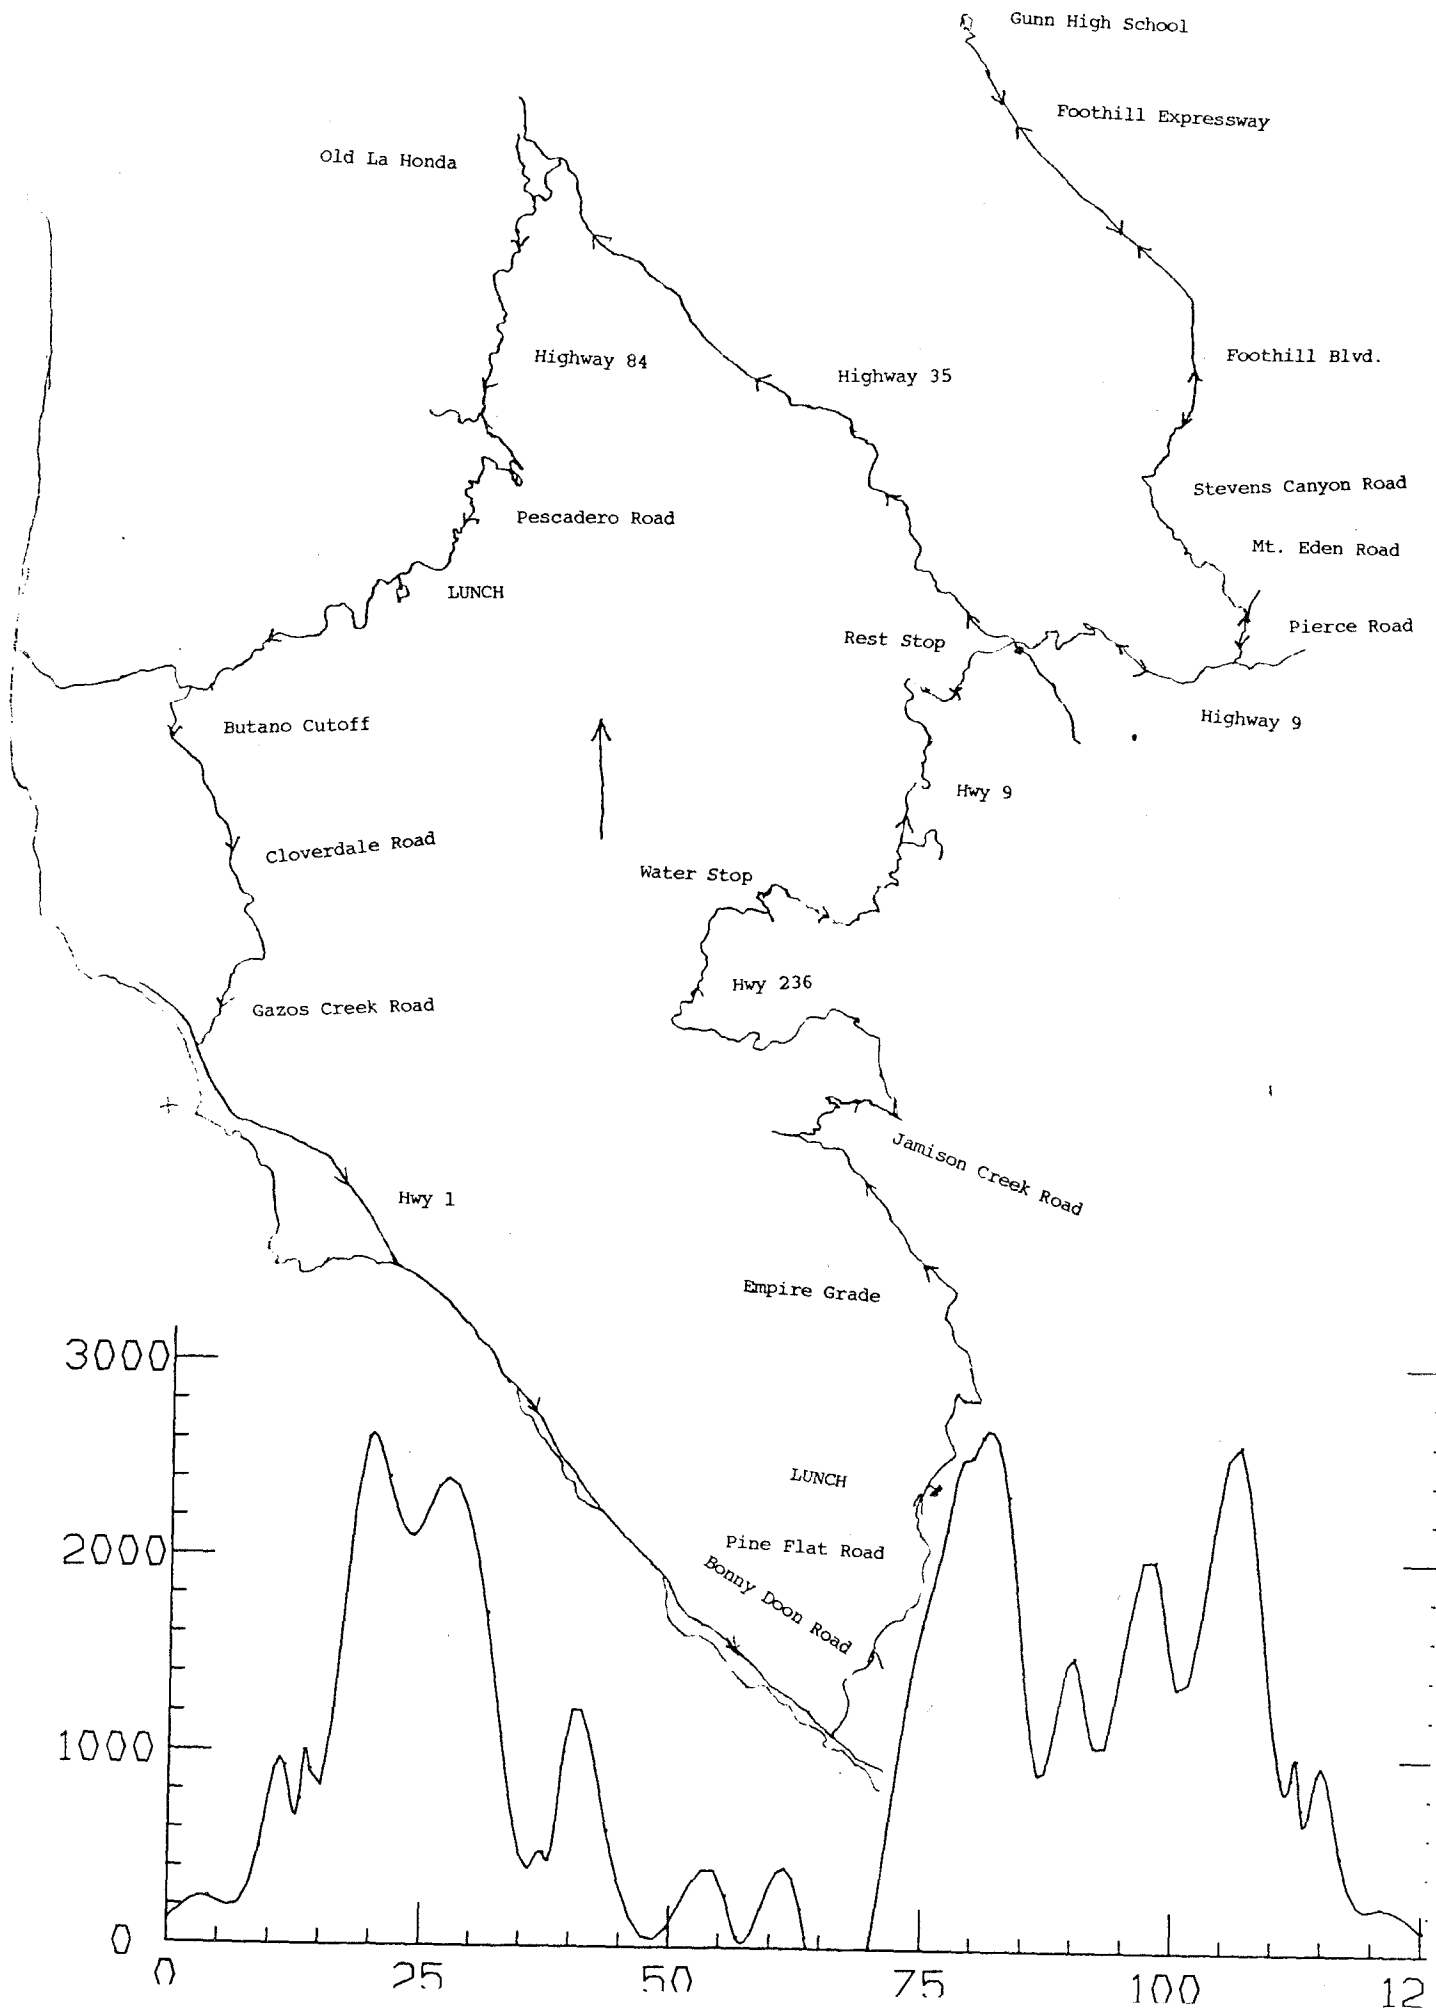 Gunn High School
Foothill Expressway
Old La Honda
Highway 84
Highway 35
Foothill Blvd.
Stevens Canyon Road
Pescadero Road
Mt. Eden Road
LUNCH
Pierce Road
Rest Stop
Highway 9
Butano Cutoff
Hwy 9
Cloverdale Road
Water Stop
Hwy 236
Gazos Creek Road
Jamison Creek Road
Hwy 1
Empire Grade
3000
LUNCH
2000
Pine Flat Road
Bonny Doon Road
1000
0
0 25 50 75 100 12